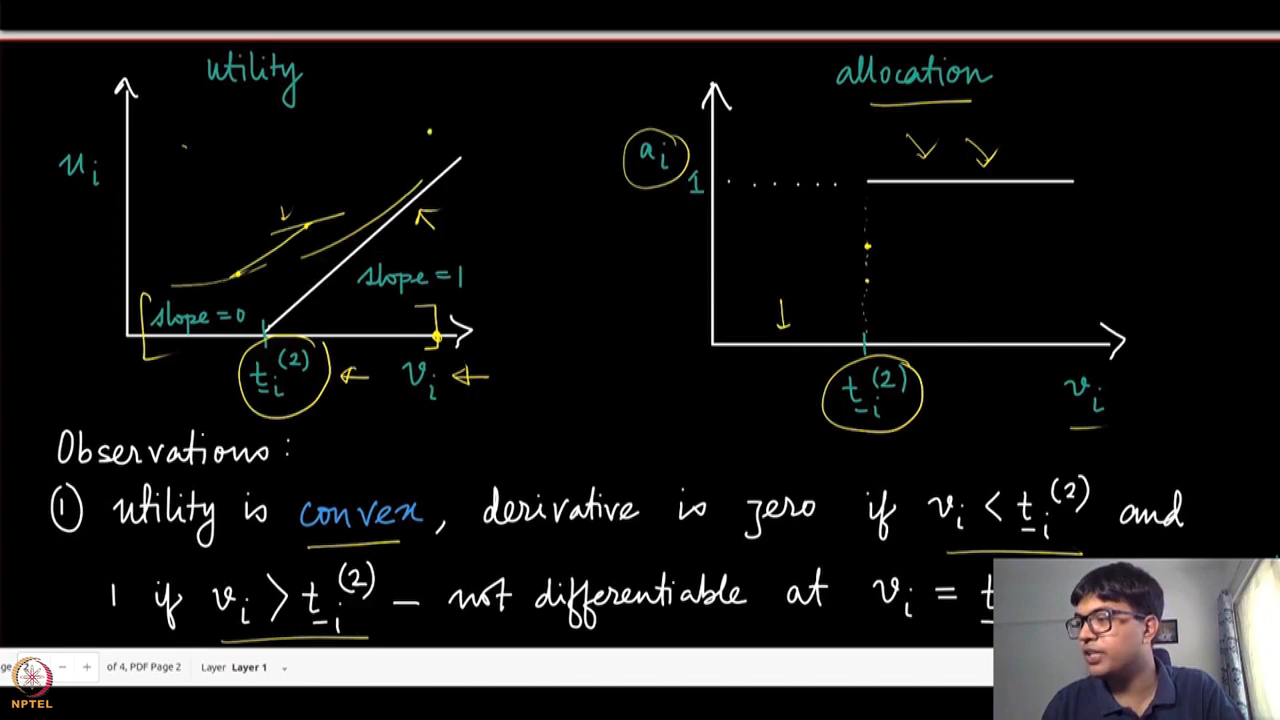 utility
allocation
u_i
a_i
1
slope = 1
slope = 0
t_{-i}^{(2)}
v_i
t_{-i}^{(2)}
v_i
Observations :
① utility is convex, derivative is zero if v_i < t_{-i}^{(2)} and
1 if v_i > t_{-i}^{(2)} – not differentiable at v_i = t
of 4, PDF Page 2
Layer Layer 1
NPTEL